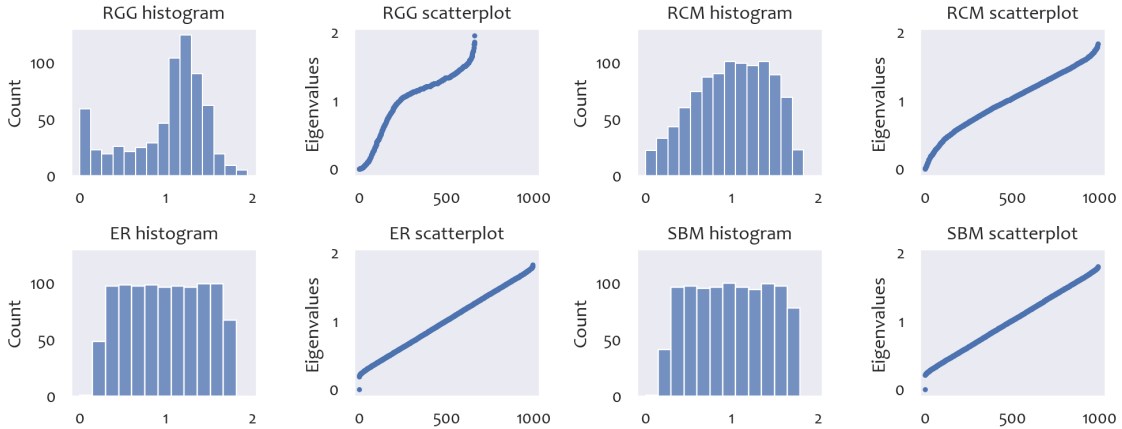 RGG histogram
Count
100
50
0
0 1 2
RGG scatterplot
Eigenvalues
2
1
0
0 500 1000
RCM histogram
Count
100
50
0
0 1 2
RCM scatterplot
Eigenvalues
2
1
0
0 500 1000
ER histogram
Count
100
50
0
0 1 2
ER scatterplot
Eigenvalues
2
1
0
0 500 1000
SBM histogram
Count
100
50
0
0 1 2
SBM scatterplot
Eigenvalues
2
1
0
0 500 1000